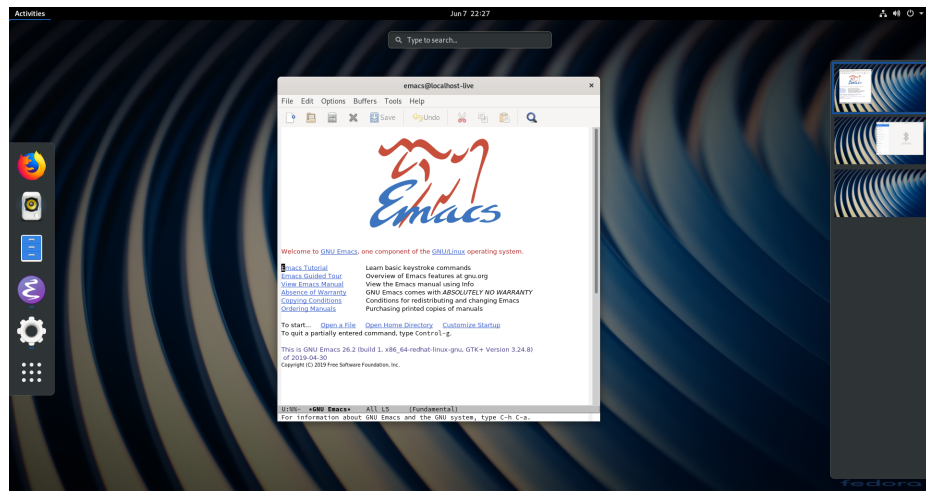 Activities
Jun 7 22:27
Type to search...
emacs@localhost-live
File Edit Options Buffers Tools Help
Save Undo
Emacs
Welcome to GNU Emacs, one component of the GNU/Linux operating system.
Emacs Tutorial Learn basic keystroke commands
Emacs Guided Tour Overview of Emacs features at gnu.org
View Emacs Manual View the Emacs manual using Info
Absence of Warranty GNU Emacs comes with ABSOLUTELY NO WARRANTY
Copying Conditions Conditions for redistributing and changing Emacs
Ordering Manuals Purchasing printed copies of manuals
To start... Open a File Open Home Directory Customize Startup
To quit a partially entered command, type Control-g.
This is GNU Emacs 26.2 (build 1, x86_64-redhat-linux-gnu, GTK+ Version 3.24.8)
of 2019-04-30
Copyright (C) 2019 Free Software Foundation, Inc.
U:%%- *GNU Emacs* All L5 (Fundamental)
For information about GNU Emacs and the GNU system, type C-h C-a.
fedora